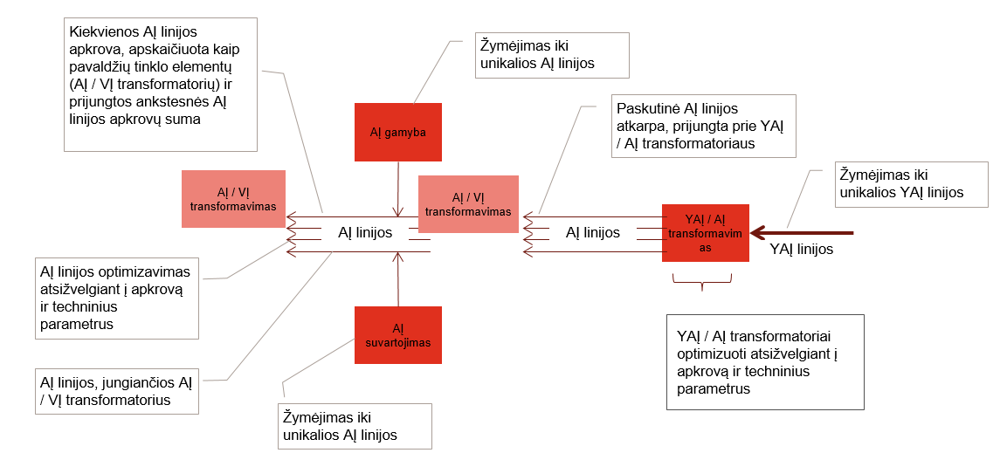 Kiekvienos AĮ linijos
apkrova, apskaičiuota kaip
pavaldžių tinklo elementų
(AĮ / VĮ transformatorių) ir
prijungtos ankstesnės AĮ
linijos apkrovų suma
Žymėjimas iki
unikalios AĮ linijos
AĮ gamyba
Paskutinė AĮ linijos
atkarpa, prijungta prie YAĮ
/ AĮ transformatoriaus
Žymėjimas iki
unikalios YAĮ linijos
AĮ / VĮ
transformavimas
AĮ / VĮ
transformavimas
AĮ linijos
AĮ linijos
YAĮ / AĮ
transformavim
as
YAĮ linijos
AĮ linijos optimizavimas
atsižvelgiant į apkrovą
ir techninius
parametrus
AĮ
suvartojimas
YAĮ / AĮ transformatoriai
optimizuoti atsižvelgiant į
apkrovą ir techninius
parametrus
AĮ linijos, jungiančios AĮ
/ VĮ transformatorius
Žymėjimas iki
unikalios AĮ linijos